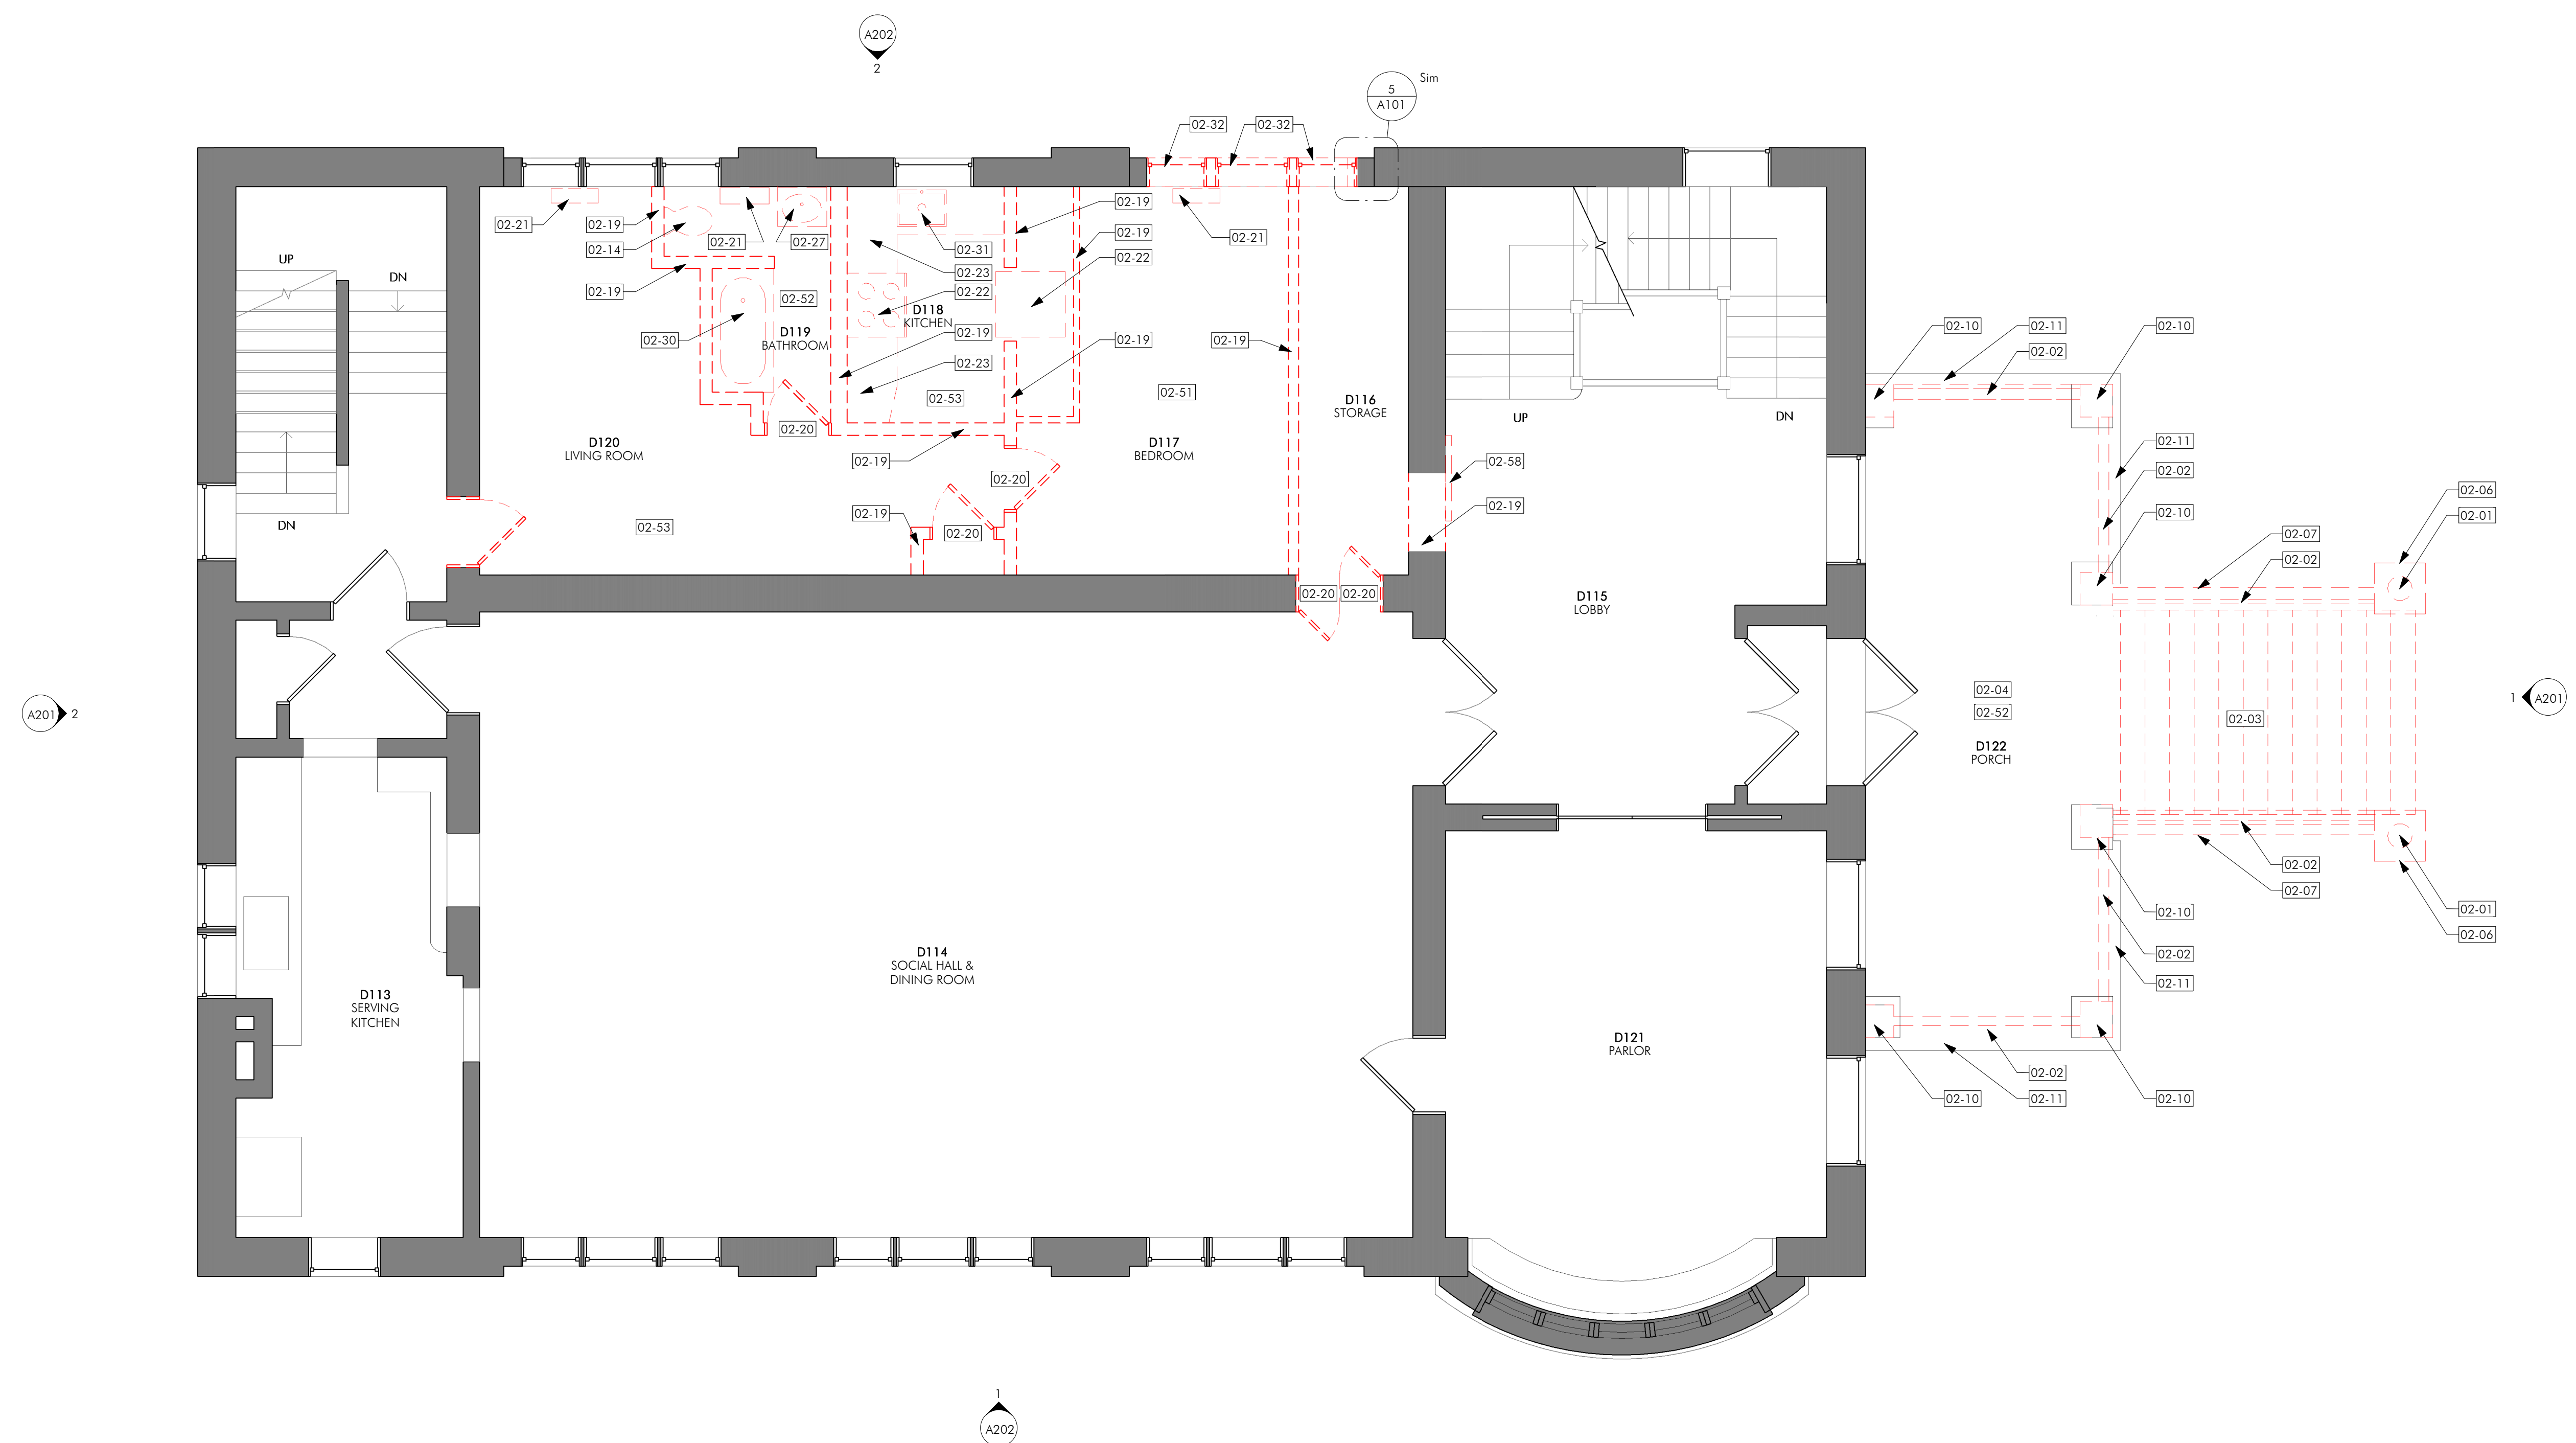 A202
2
5
A101
Sim
02-32
02-32
02-19
02-21
02-19
02-14
02-21
02-27
02-31
02-19
02-22
02-21
02-23
02-22
02-19
UP
DN
D118
KITCHEN
02-52
D119
BATHROOM
02-30
02-19
02-19
02-19
02-23
02-53
02-51
D116
STORAGE
02-20
D120
LIVING ROOM
02-19
D117
BEDROOM
02-20
02-19
02-20
02-53
DN
UP
DN
02-58
02-19
02-20
02-20
D115
LOBBY
02-10
02-11
02-02
02-10
02-11
02-02
02-10
02-06
02-01
02-07
02-02
02-04
02-52
02-03
D122
PORCH
A201
2
1
A201
02-02
02-07
02-10
02-01
02-06
02-02
02-11
02-02
02-10
02-11
02-10
D114
SOCIAL HALL &
DINING ROOM
D113
SERVING
KITCHEN
D121
PARLOR
1
A202